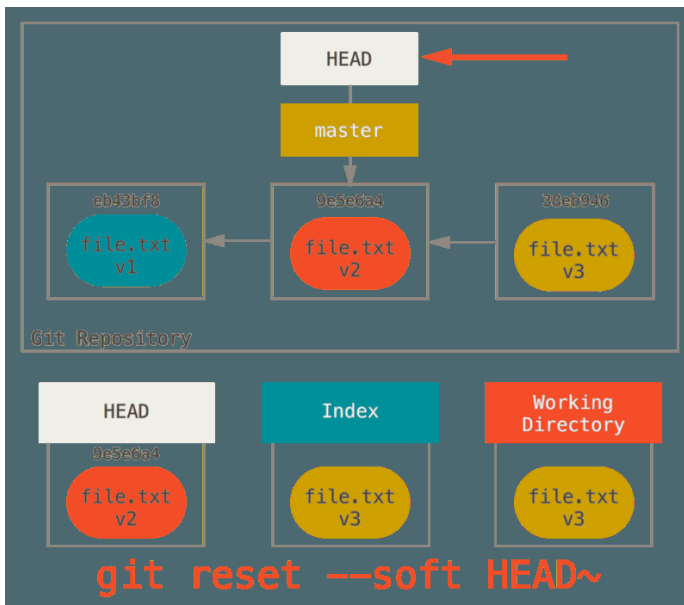 HEAD
master
eb43bf8
9e5e6a4
38eb946
file.txt
v1
file.txt
v2
file.txt
v3
Git Repository
HEAD
Index
Working
Directory
9e5e6a4
file.txt
v2
file.txt
v3
file.txt
v3
git reset --soft HEAD~